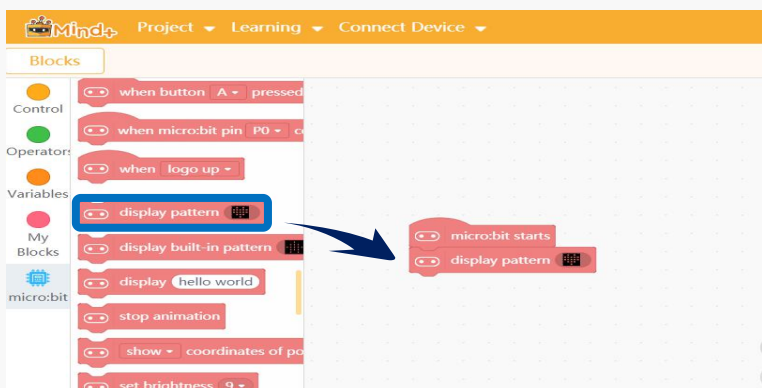 Mind+ Project Learning Connect Device
Blocks
Control
Operators
Variables
My
Blocks
micro:bit
when button A pressed
when micro:bit pin P0
when logo up
display pattern
display built-in pattern
display hello world
stop animation
show coordinates of po
set brightness 9
micro:bit starts
display pattern